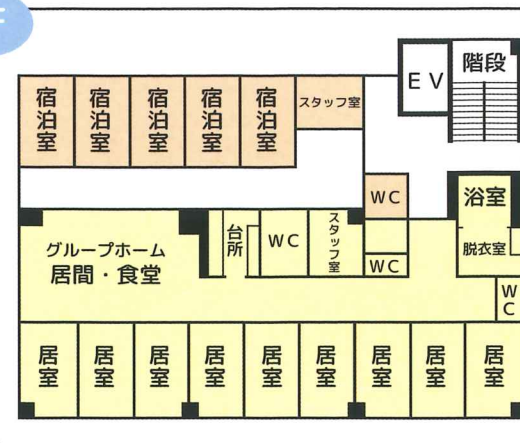 F
EV
階段
宿泊室
宿泊室
宿泊室
宿泊室
宿泊室
スタッフ室
WC
浴室
脱衣室
台所
WC
スタッフ室
グループホーム
居間・食堂
WC
WC
居室
居室
居室
居室
居室
居室
居室
居室
居室